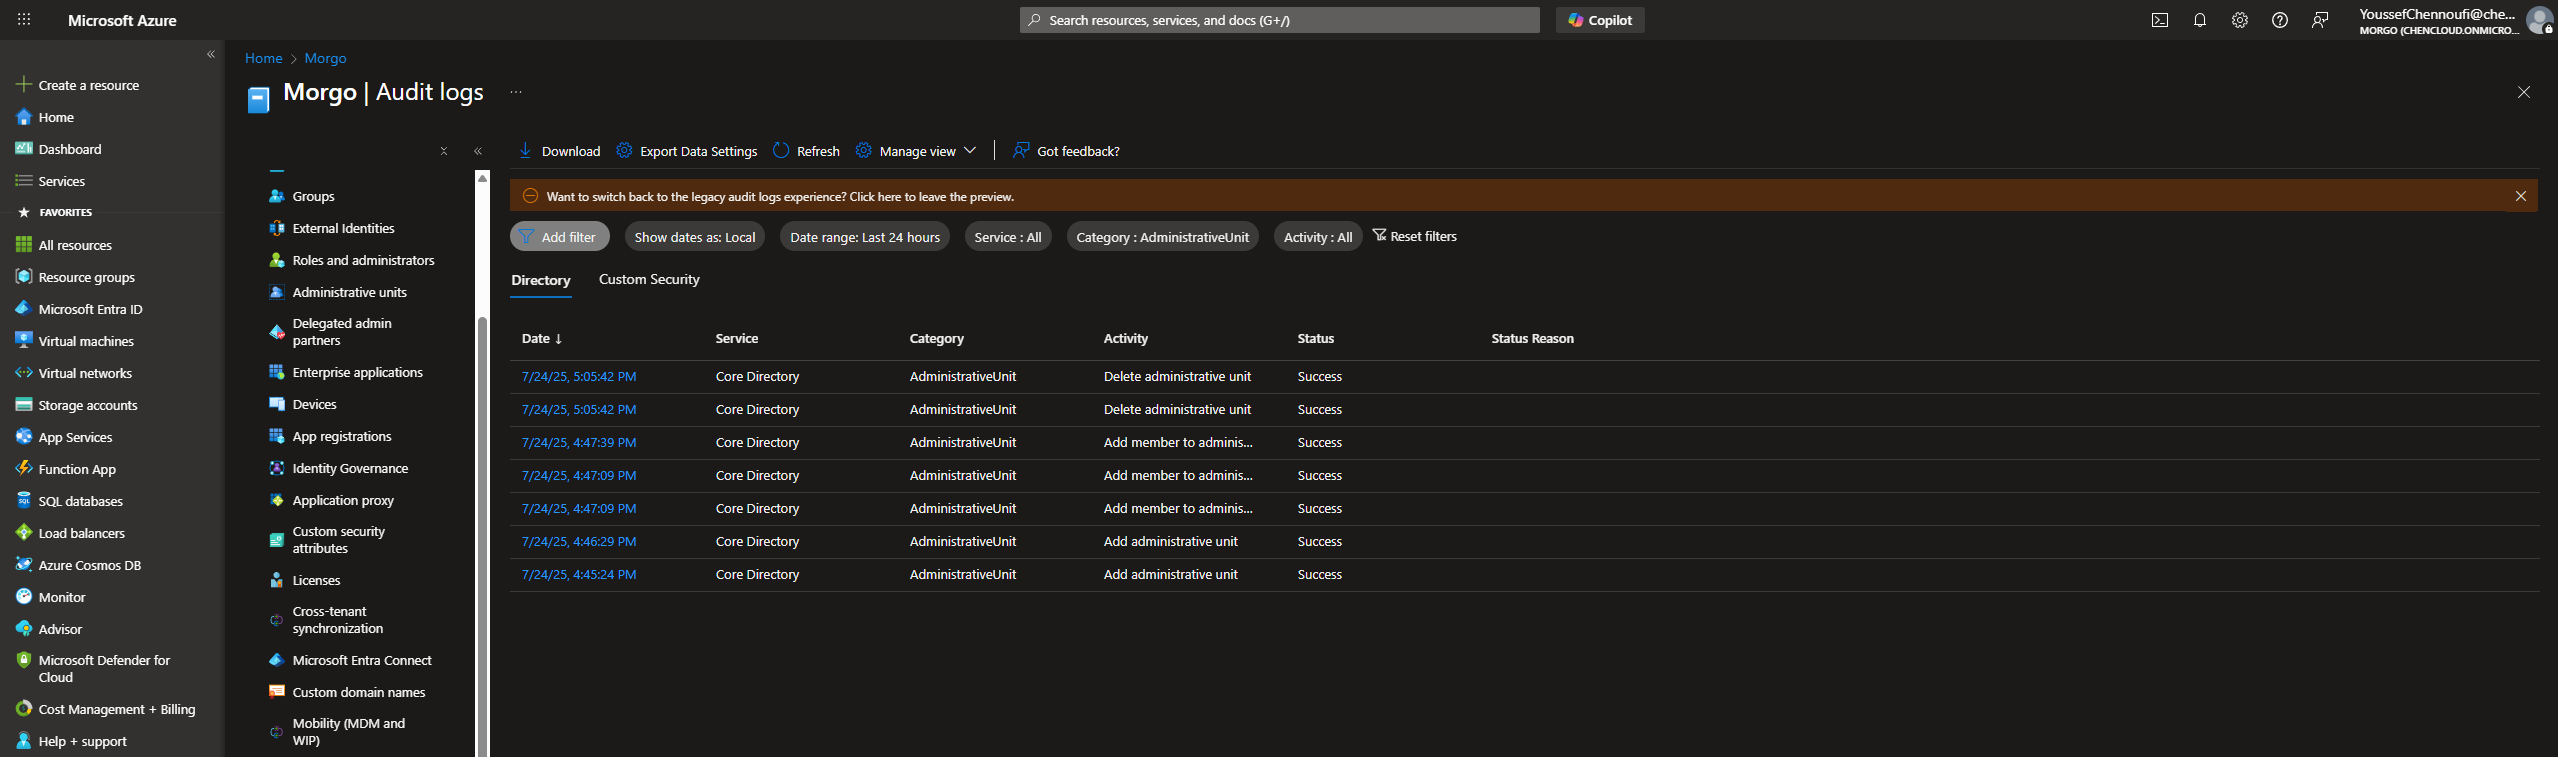 Microsoft Azure
Search resources, services, and docs (G+/)
Copilot
YoussefChennoufi@che...
MORGO (CHENCLOUD.ONMICRO...
Create a resource
Home
Dashboard
Services
FAVORITES
All resources
Resource groups
Microsoft Entra ID
Virtual machines
Virtual networks
Storage accounts
App Services
Function App
SQL databases
Load balancers
Azure Cosmos DB
Monitor
Advisor
Microsoft Defender for
Cloud
Cost Management + Billing
Help + support
Home > Morgo
Morgo | Audit logs
Groups
External Identities
Roles and administrators
Administrative units
Delegated admin
partners
Enterprise applications
Devices
App registrations
Identity Governance
Application proxy
Custom security
attributes
Licenses
Cross-tenant
synchronization
Microsoft Entra Connect
Custom domain names
Mobility (MDM and
WIP)
Download Export Data Settings Refresh Manage view Got feedback?
Want to switch back to the legacy audit logs experience? Click here to leave the preview.
Add filter Show dates as: Local Date range: Last 24 hours Service : All Category : AdministrativeUnit Activity : All Reset filters
Directory Custom Security
Date ↓ Service Category Activity Status Status Reason
7/24/25, 5:05:42 PM Core Directory AdministrativeUnit Delete administrative unit Success
7/24/25, 5:05:42 PM Core Directory AdministrativeUnit Delete administrative unit Success
7/24/25, 4:47:39 PM Core Directory AdministrativeUnit Add member to adminis... Success
7/24/25, 4:47:09 PM Core Directory AdministrativeUnit Add member to adminis... Success
7/24/25, 4:47:09 PM Core Directory AdministrativeUnit Add member to adminis... Success
7/24/25, 4:46:29 PM Core Directory AdministrativeUnit Add administrative unit Success
7/24/25, 4:45:24 PM Core Directory AdministrativeUnit Add administrative unit Success